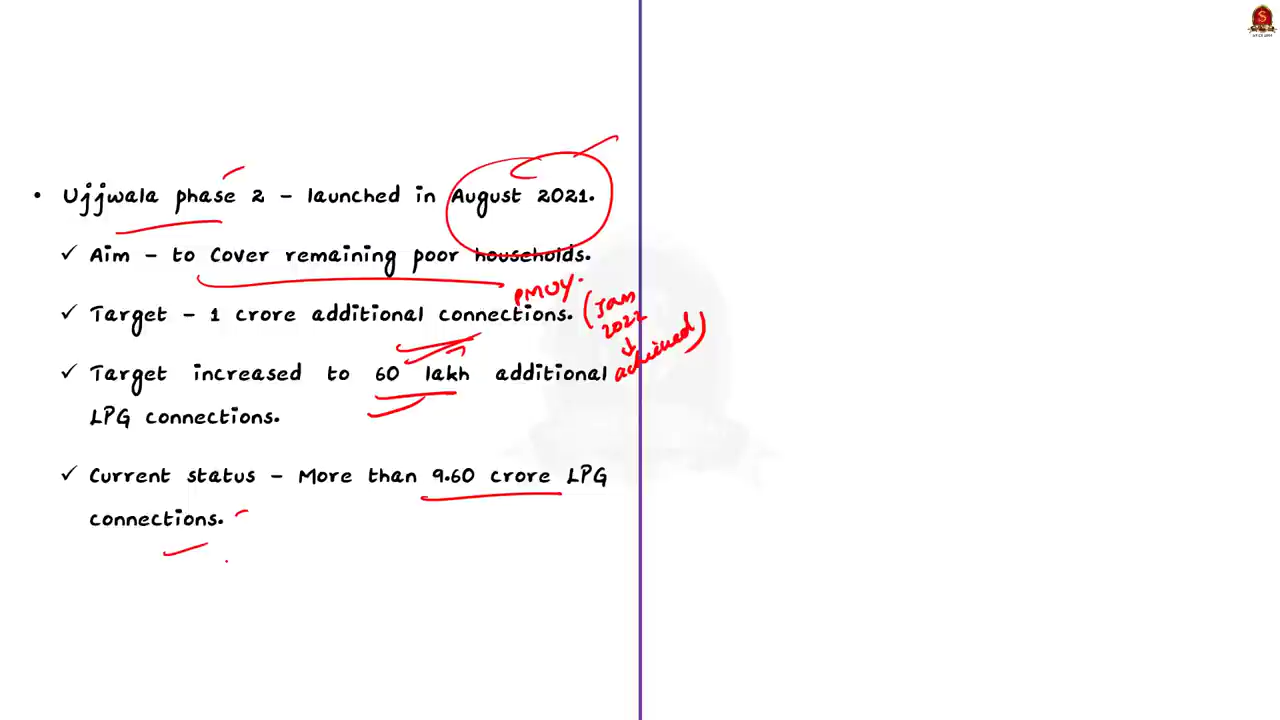 • Ujjwala phase 2 – launched in August 2021.
✓ Aim – to Cover remaining poor households.
PMUY.
✓ Target – 1 crore additional connections. (Jan
2022
achieved)
✓ Target increased to 60 lakh additional
LPG connections.
✓ Current status – More than 9.60 crore LPG
connections.